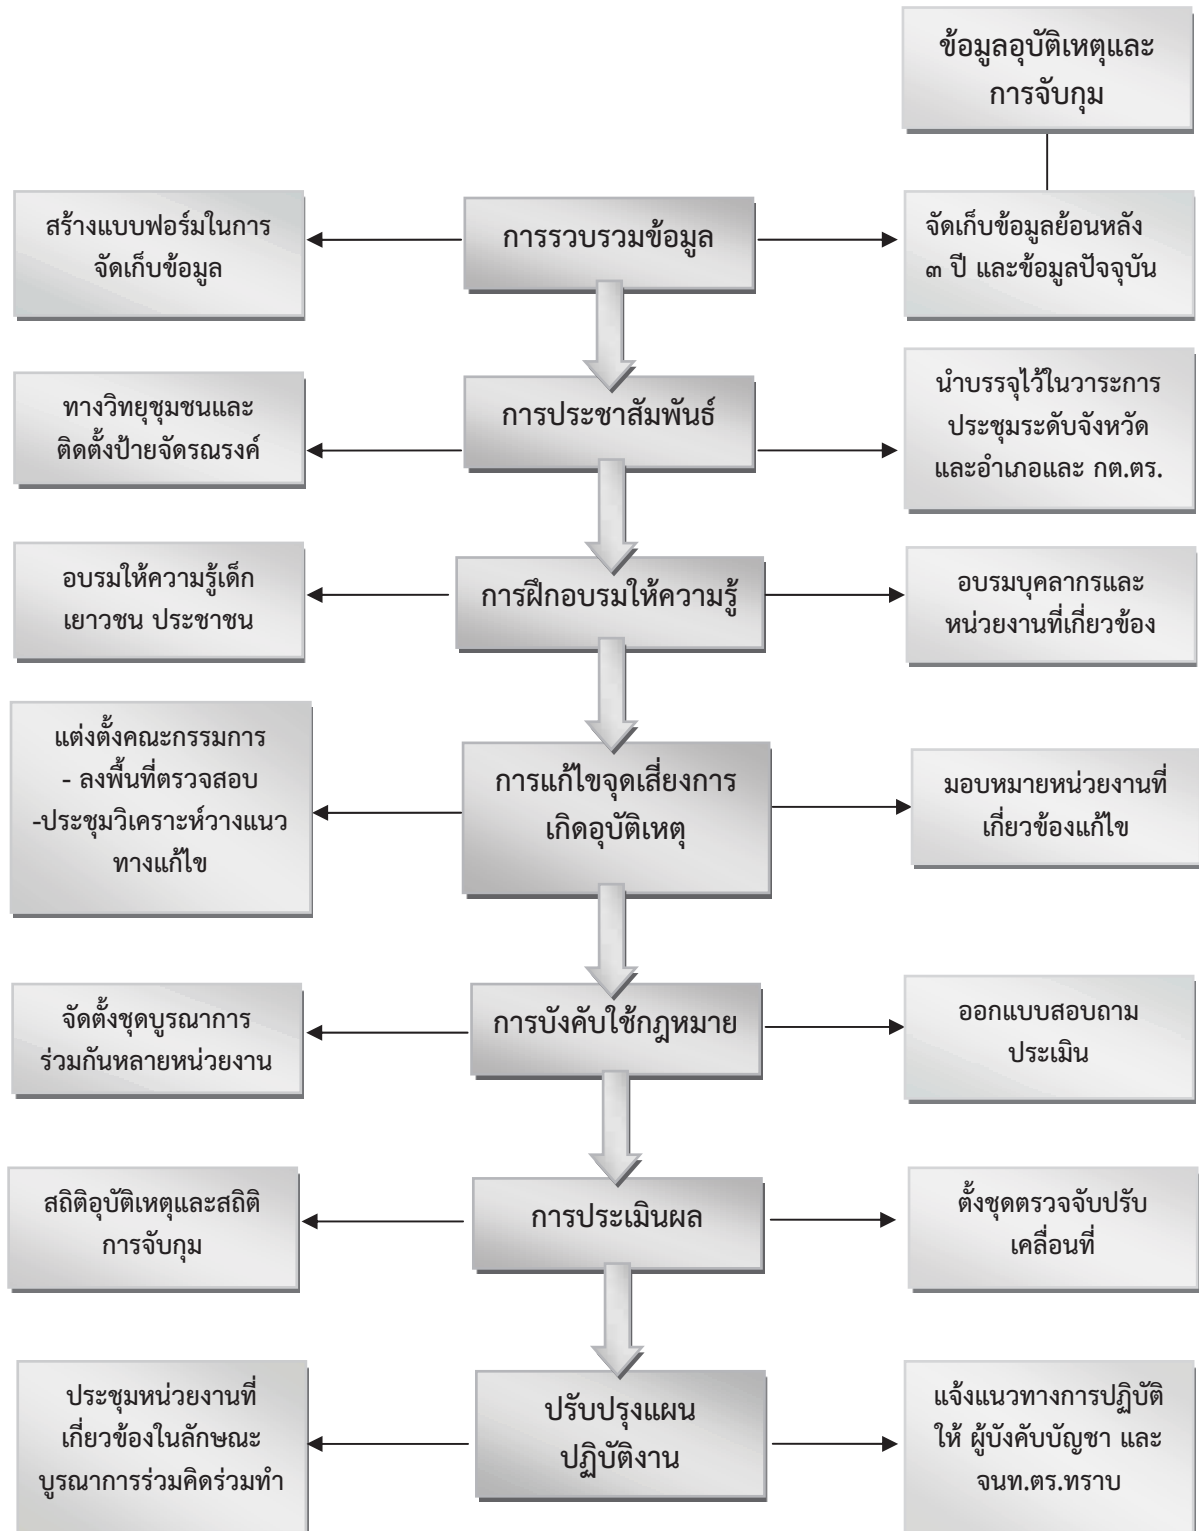 ข้อมูลอุบัติเหตุและ
การจับกุม
สร้างแบบฟอร์มในการ
จัดเก็บข้อมูล
การรวบรวมข้อมูล
จัดเก็บข้อมูลย้อนหลัง
๓ ปี และข้อมูลปัจจุบัน
ทางวิทยุชุมชนและ
ติดตั้งป้ายจัดรณรงค์
การประชาสัมพันธ์
นำบรรจุไว้ในวาระการ
ประชุมระดับจังหวัด
และอำเภอและ กต.ตร.
อบรมให้ความรู้เด็ก
เยาวชน ประชาชน
การฝึกอบรมให้ความรู้
อบรมบุคลากรและ
หน่วยงานที่เกี่ยวข้อง
แต่งตั้งคณะกรรมการ
- ลงพื้นที่ตรวจสอบ
-ประชุมวิเคราะห์วางแนว
ทางแก้ไข
การแก้ไขจุดเสี่ยงการ
เกิดอุบัติเหตุ
มอบหมายหน่วยงานที่
เกี่ยวข้องแก้ไข
จัดตั้งชุดบูรณาการ
ร่วมกันหลายหน่วยงาน
การบังคับใช้กฎหมาย
ออกแบบสอบถาม
ประเมิน
สถิติอุบัติเหตุและสถิติ
การจับกุม
การประเมินผล
ตั้งชุดตรวจจับปรับ
เคลื่อนที่
ประชุมหน่วยงานที่
เกี่ยวข้องในลักษณะ
บูรณาการร่วมคิดร่วมทำ
ปรับปรุงแผน
ปฏิบัติงาน
แจ้งแนวทางการปฏิบัติ
ให้ ผู้บังคับบัญชา และ
จนท.ตร.ทราบ